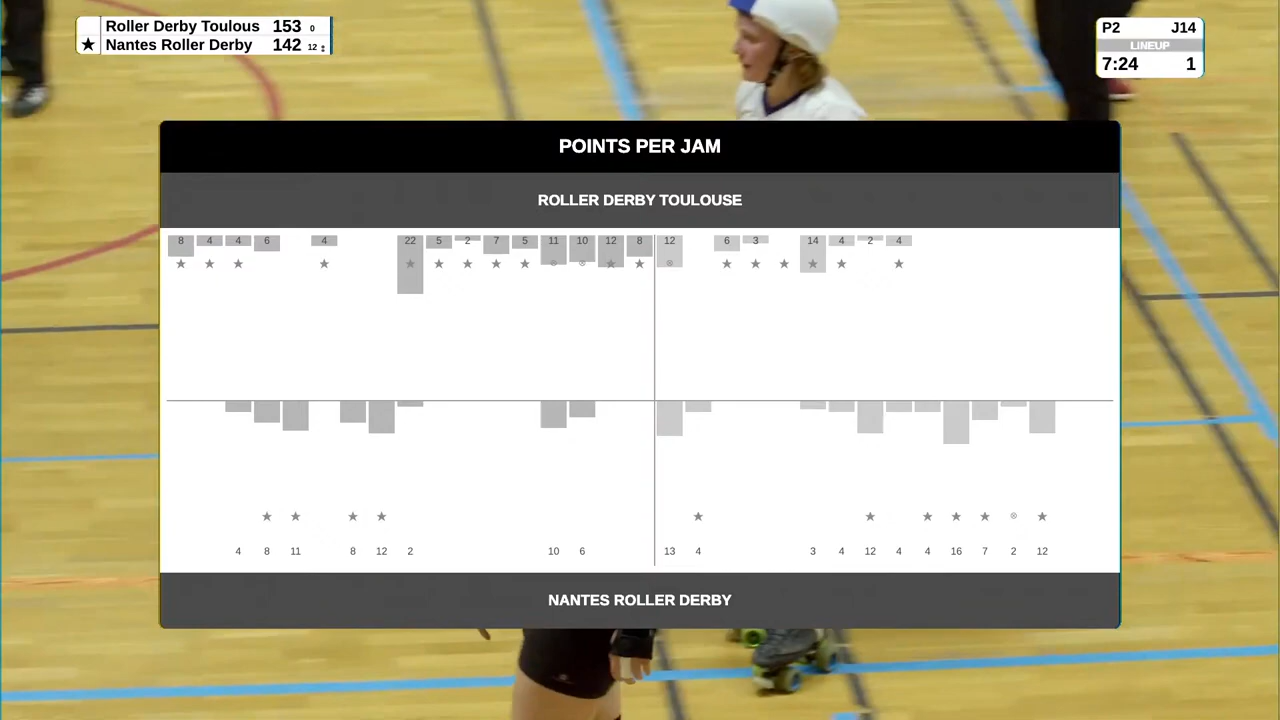 Roller Derby Toulous 153 0
★ Nantes Roller Derby 142 12
P2 J14
LINEUP
7:24 1
POINTS PER JAM
ROLLER DERBY TOULOUSE
8 4 4 6 4 22 5 2 7 5 11 10 12 8 12 6 3 14 4 2 4
4 8 11 8 12 2 10 6 13 4 3 4 12 4 4 16 7 2 12
NANTES ROLLER DERBY